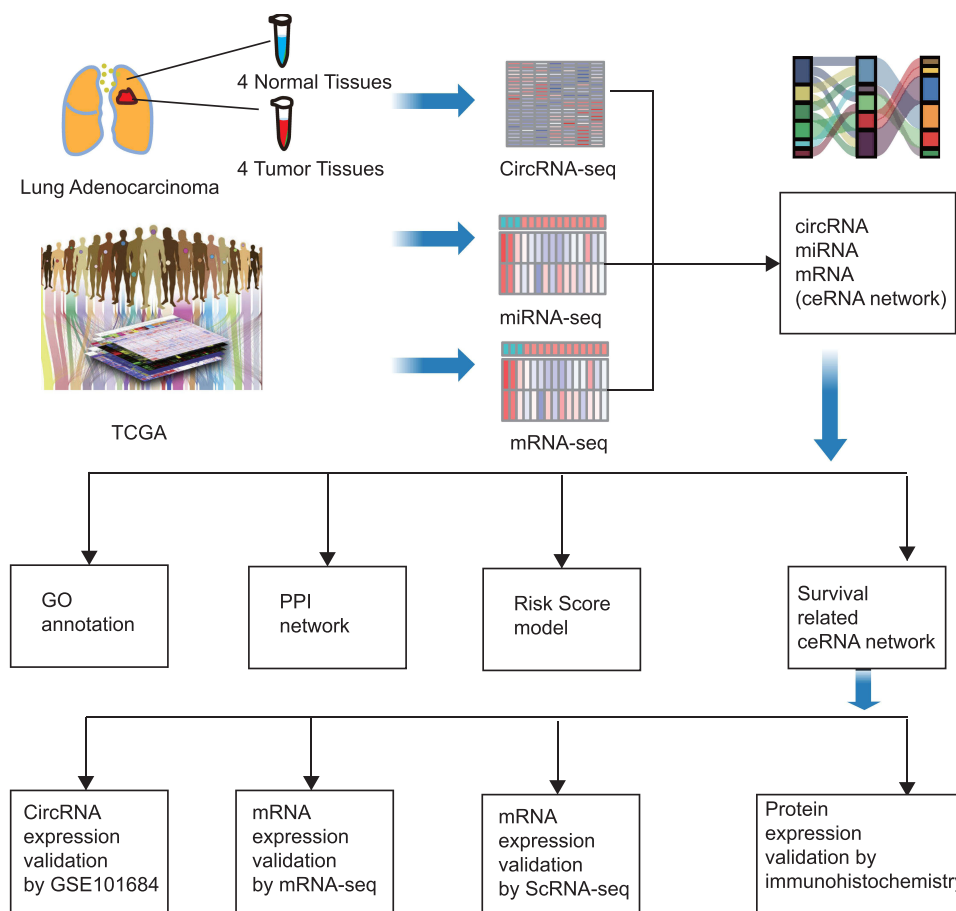 4 Normal Tissues
4 Tumor Tissues
Lung Adenocarcinoma
CircRNA-seq
miRNA-seq
mRNA-seq
TCGA
circRNA
miRNA
mRNA
(ceRNA network)
GO
annotation
PPI
network
Risk Score
model
Survival
related
ceRNA network
CircRNA
expression
validation
by GSE101684
mRNA
expression
validation
by mRNA-seq
mRNA
expression
validation
by ScRNA-seq
Protein
expression
validation by
immunohistochemistry